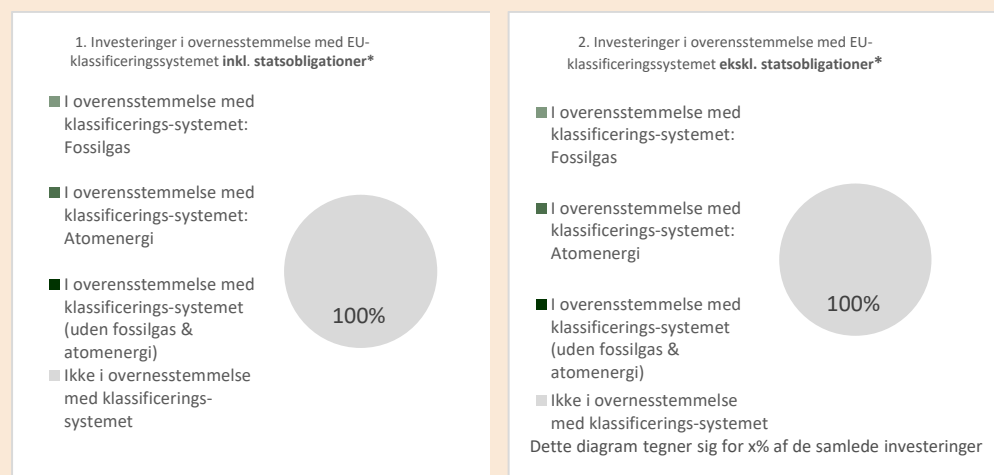 1. Investeringer i overnesstemmelse med EU-
klassificeringssystemet inkl. statsobligationer*
I overensstemmelse med
klassificerings-systemet:
Fossilgas
I overensstemmelse med
klassificerings-systemet:
Atomenergi
I overensstemmelse med
klassificerings-systemet
(uden fossilgas &
atomenergi)
Ikke i overnesstemmelse
med klassificerings-
systemet
100%
2. Investeringer i overensstemmelse med EU-
klassificeringssystemet ekskl. statsobligationer*
I overensstemmelse med
klassificerings-systemet:
Fossilgas
I overensstemmelse med
klassificerings-systemet:
Atomenergi
I overensstemmelse med
klassificerings-systemet
(uden fossilgas &
atomenergi)
Ikke i overnesstemmelse
med klassificerings-systemet
100%
Dette diagram tegner sig for x% af de samlede investeringer